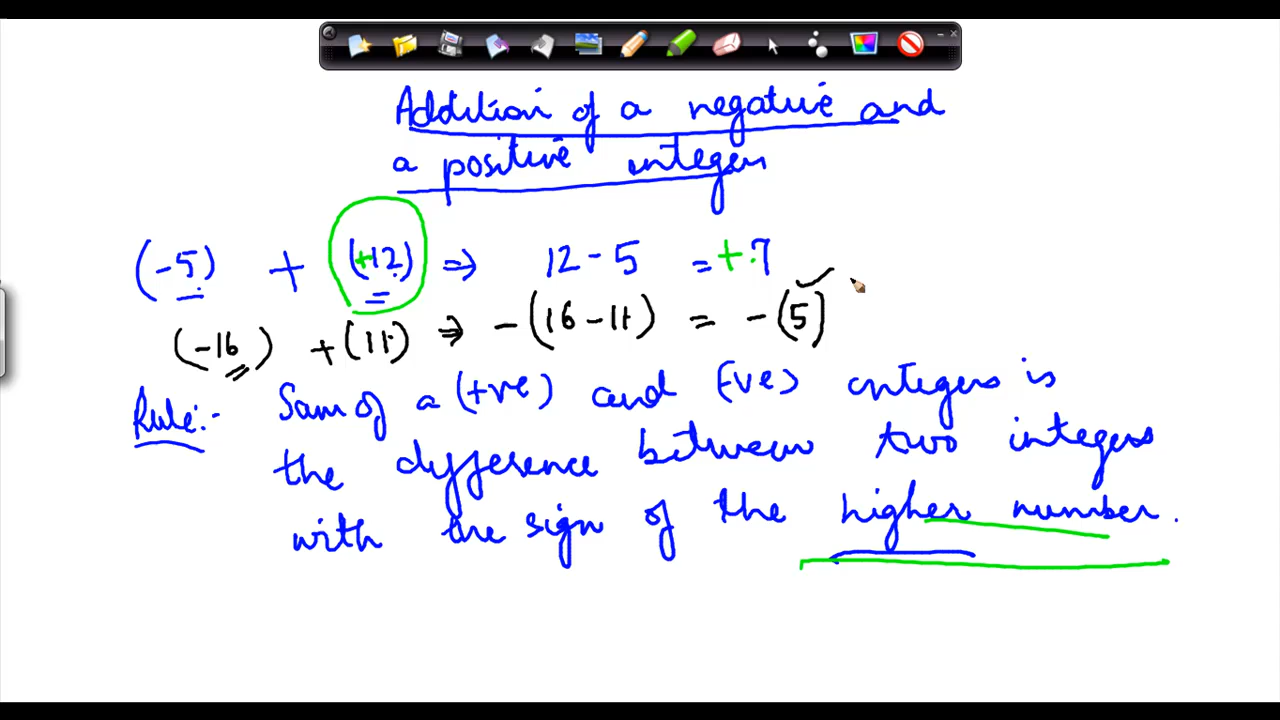 Addition of a negative and
a positive integer
(-5) + (+12) ⇒ 12 - 5 = +7
(-16) + (11) ⇒ -(16 - 11) = -(5) ✓
Rule:- Sum of a (+ve) and (-ve) integers is
the difference between two integers
with the sign of the higher number.